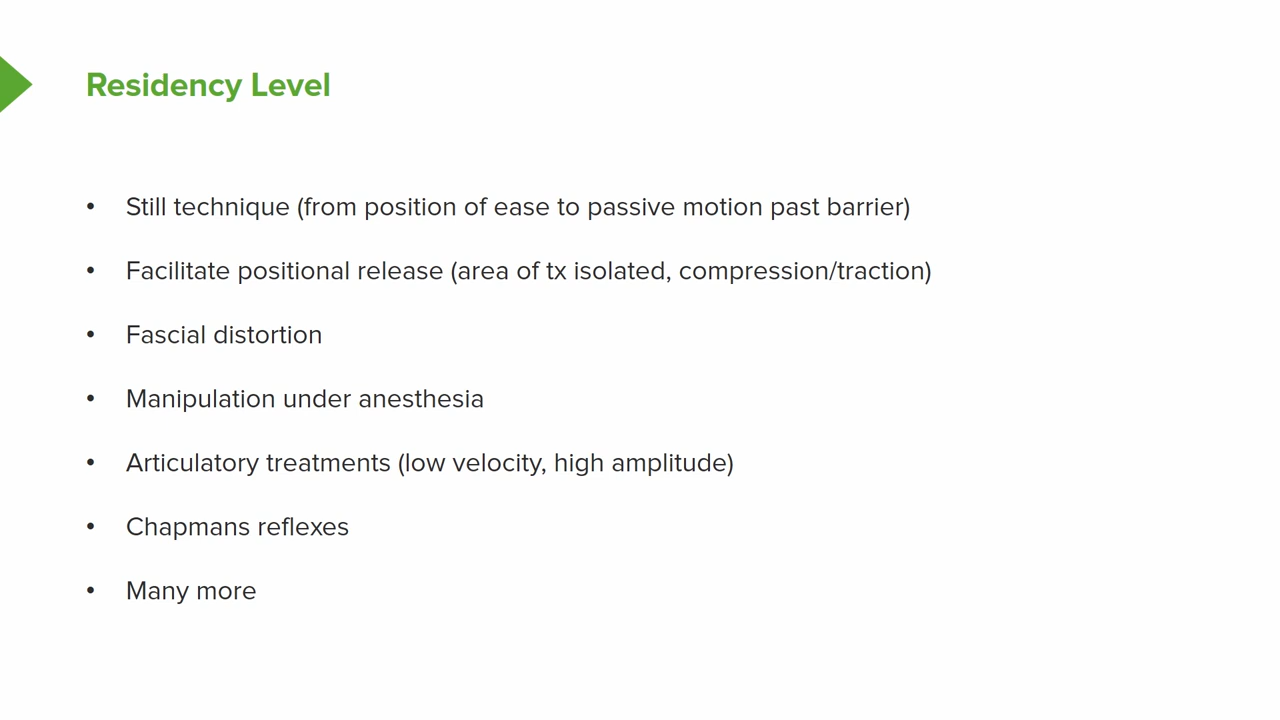 Residency Level
• Still technique (from position of ease to passive motion past barrier)
• Facilitate positional release (area of tx isolated, compression/traction)
• Fascial distortion
• Manipulation under anesthesia
• Articulatory treatments (low velocity, high amplitude)
• Chapmans reflexes
• Many more